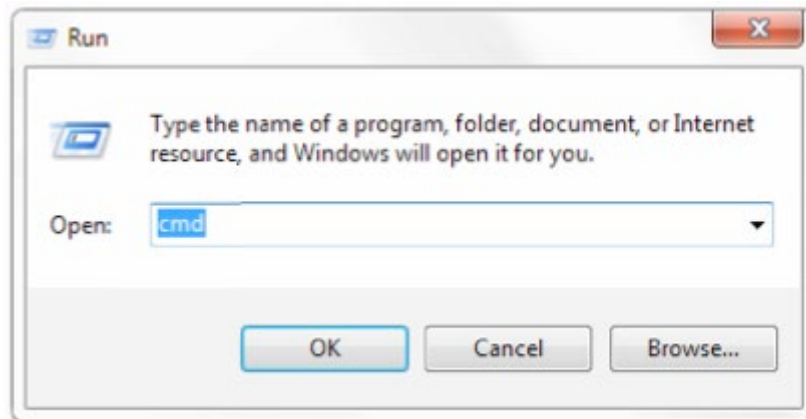 Run
Type the name of a program, folder, document, or Internet
resource, and Windows will open it for you.
Open: cmd
OK Cancel Browse...